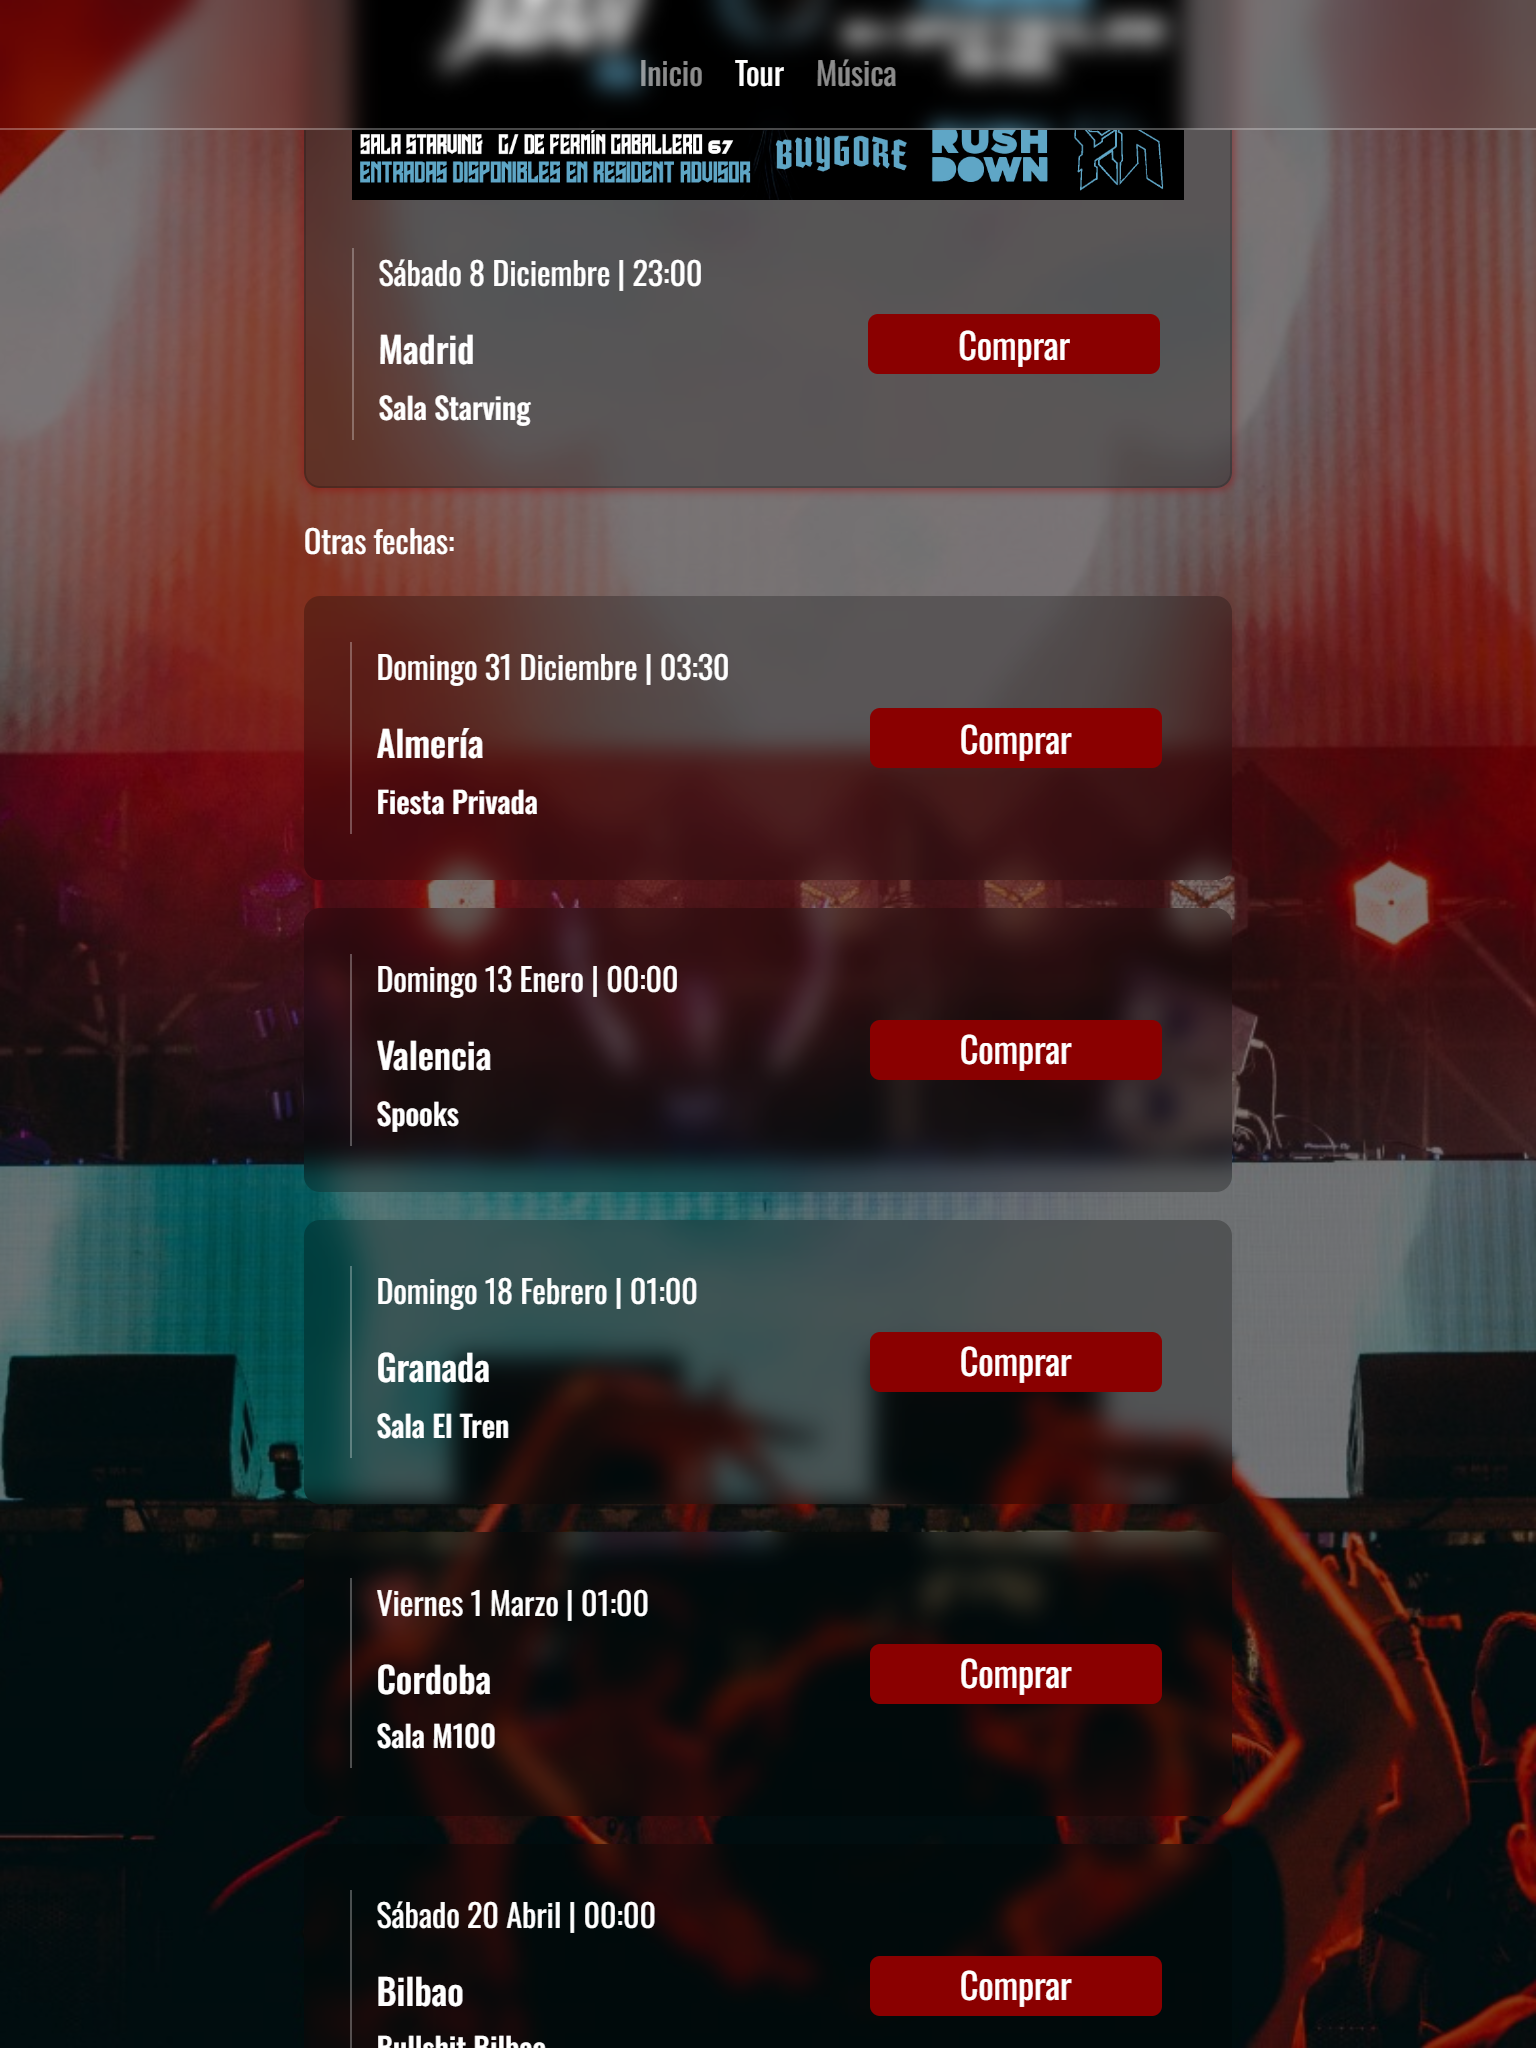 Inicio Tour Música
SALA STARVING C/ DE FERMÍN CABALLERO 67
ENTRADAS DISPONIBLES EN RESIDENT ADVISOR
BUYGORE
RUSH
DOWN
Sábado 8 Diciembre | 23:00
Madrid
Comprar
Sala Starving
Otras fechas:
Domingo 31 Diciembre | 03:30
Almería
Comprar
Fiesta Privada
Domingo 13 Enero | 00:00
Valencia
Comprar
Spooks
Domingo 18 Febrero | 01:00
Granada
Comprar
Sala El Tren
Viernes 1 Marzo | 01:00
Cordoba
Comprar
Sala M100
Sábado 20 Abril | 00:00
Bilbao
Comprar
Bullshit Bilbao